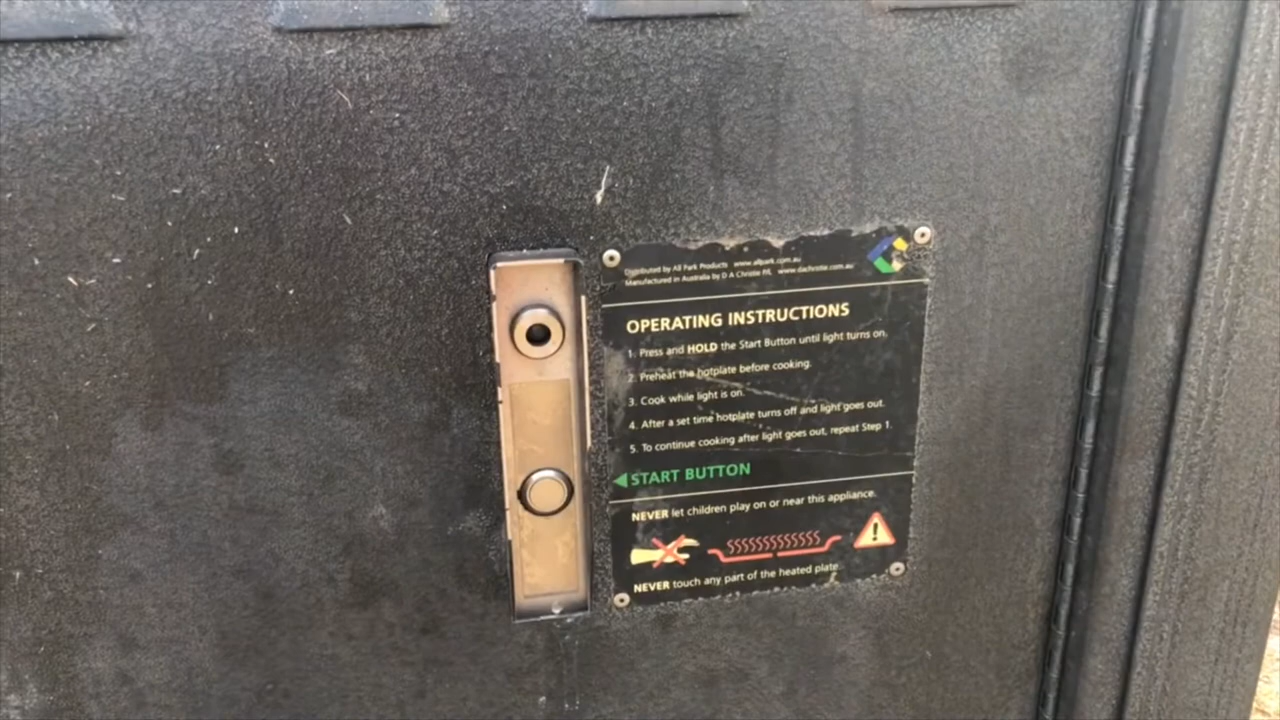 Distributed by All Park Products www.allpark.com.au
Manufactured in Australia by D A Christie P/L www.dachristie.com.au
OPERATING INSTRUCTIONS
1. Press and HOLD the Start Button until light turns on.
2. Preheat the hotplate before cooking.
3. Cook while light is on.
4. After a set time hotplate turns off and light goes out.
5. To continue cooking after light goes out, repeat Step 1.
START BUTTON
NEVER let children play on or near this appliance.
NEVER touch any part of the heated plate